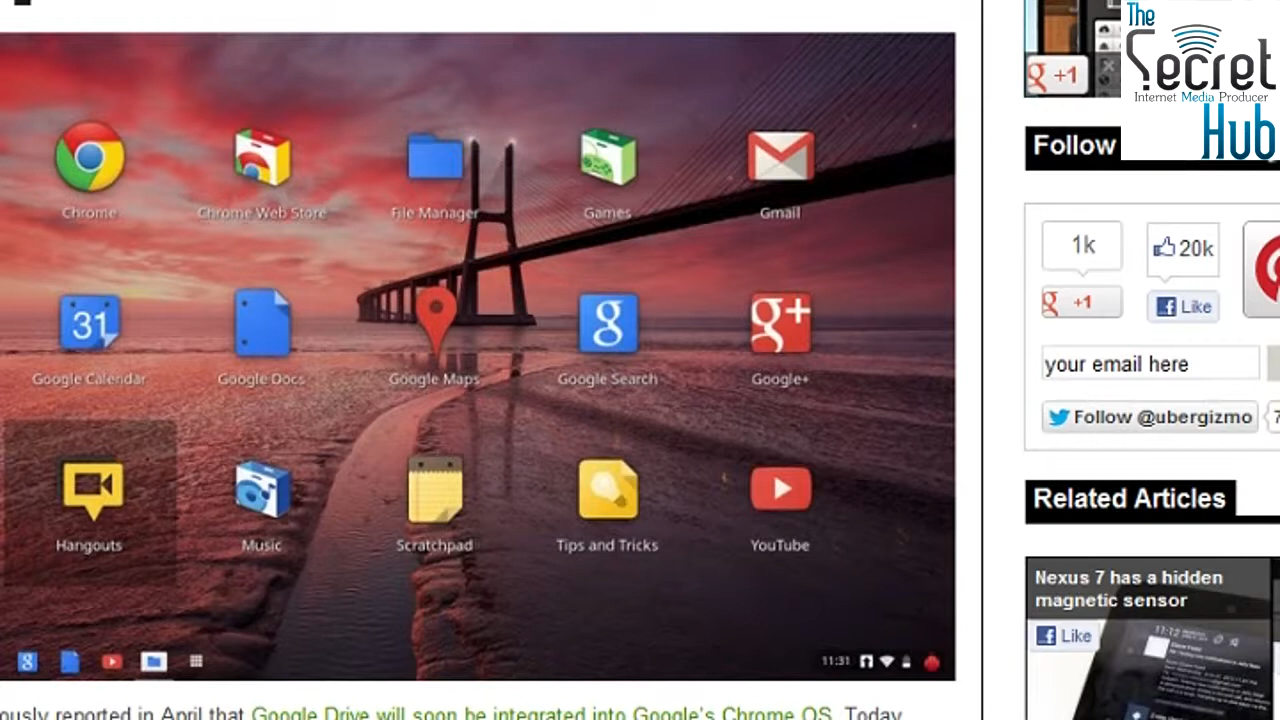 The
Secret
Internet Media Producer
Hub
+1
Follow
Chrome
Chrome Web Store
File Manager
Games
Gmail
1k
20k
+1
Like
31
Google Calendar
Google Docs
Google Maps
g
Google Search
g+
Google+
your email here
Follow @ubergizmo
Hangouts
Music
Scratchpad
Tips and Tricks
YouTube
Related Articles
Nexus 7 has a hidden
magnetic sensor
Like
11:12
11:31
ously reported in April that Google Drive will soon be integrated into Google's Chrome OS. Today